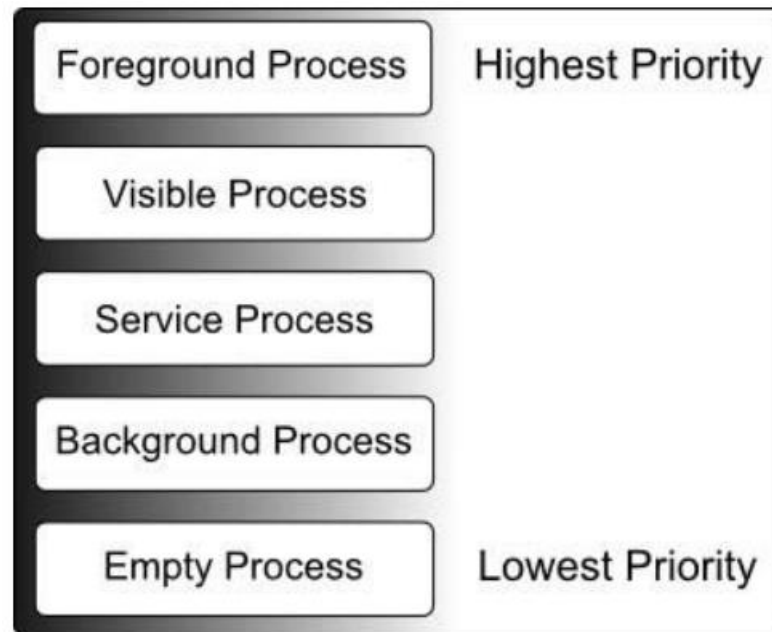 Foreground Process Highest Priority
Visible Process
Service Process
Background Process
Empty Process Lowest Priority